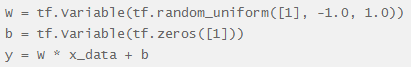 W = tf.Variable(tf.random_uniform([1], -1.0, 1.0))
b = tf.Variable(tf.zeros([1]))
y = W * x_data + b